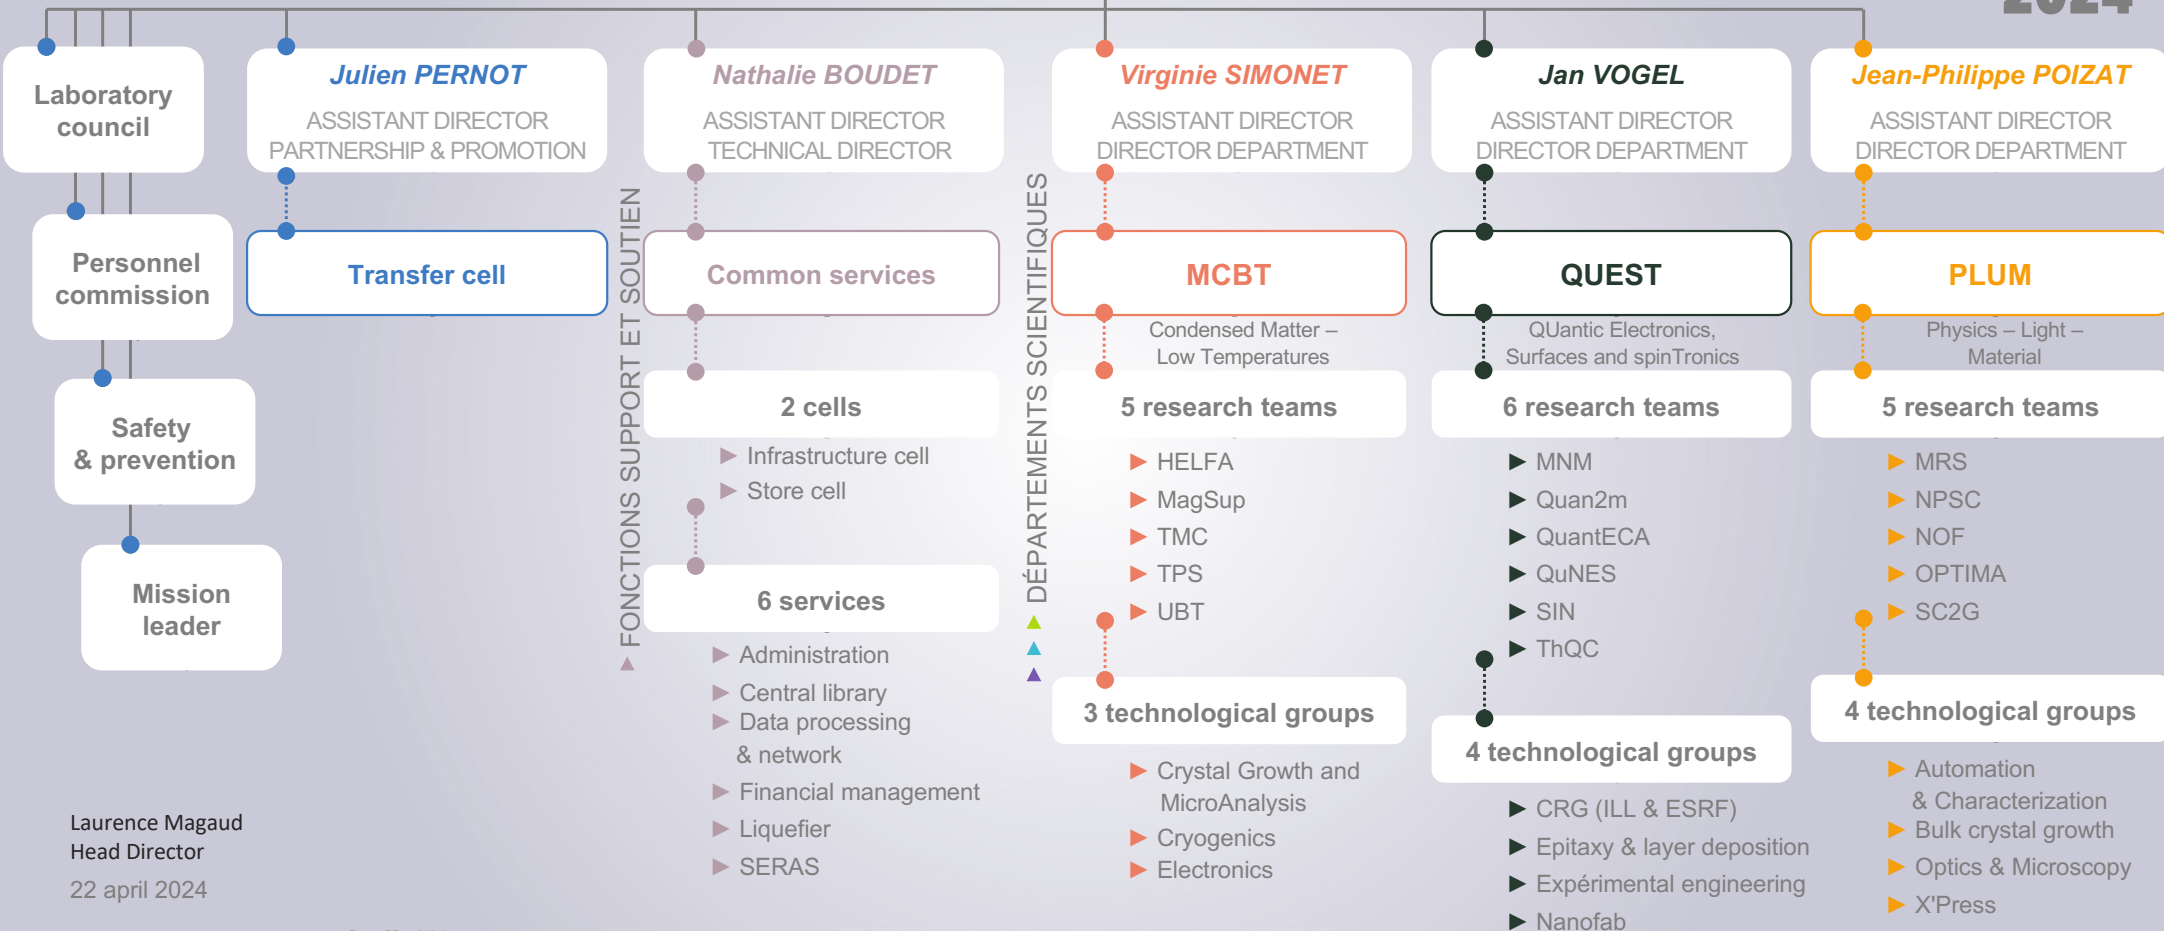 2024
Laboratory
council
Personnel
commission
Safety
& prevention
Mission
leader
Julien PERNOT
ASSISTANT DIRECTOR
PARTNERSHIP & PROMOTION
Transfer cell
▲ FONCTIONS SUPPORT ET SOUTIEN
Nathalie BOUDET
ASSISTANT DIRECTOR
TECHNICAL DIRECTOR
Common services
2 cells
► Infrastructure cell
► Store cell
6 services
► Administration
► Central library
► Data processing
& network
► Financial management
► Liquefier
► SERAS
▲▲▲ DÉPARTEMENTS SCIENTIFIQUES
Virginie SIMONET
ASSISTANT DIRECTOR
DIRECTOR DEPARTMENT
MCBT
Condensed Matter –
Low Temperatures
5 research teams
► HELFA
► MagSup
► TMC
► TPS
► UBT
3 technological groups
► Crystal Growth and
MicroAnalysis
► Cryogenics
► Electronics
Jan VOGEL
ASSISTANT DIRECTOR
DIRECTOR DEPARTMENT
QUEST
QUantic Electronics,
Surfaces and spinTronics
6 research teams
► MNM
► Quan2m
► QuantECA
► QuNES
► SIN
► ThQC
4 technological groups
► CRG (ILL & ESRF)
► Epitaxy & layer deposition
► Expérimental engineering
► Nanofab
Jean-Philippe POIZAT
ASSISTANT DIRECTOR
DIRECTOR DEPARTMENT
PLUM
Physics – Light –
Material
5 research teams
► MRS
► NPSC
► NOF
► OPTIMA
► SC2G
4 technological groups
► Automation
& Characterization
► Bulk crystal growth
► Optics & Microscopy
► X'Press
Laurence Magaud
Head Director
22 april 2024